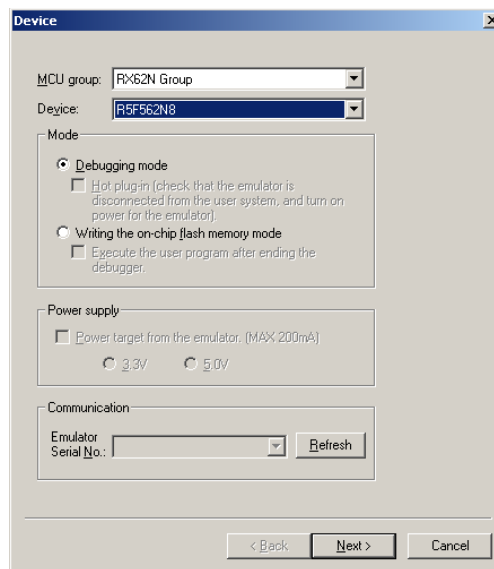 Device
MCU group: RX62N Group
Device: R5F562N8
Mode
Debugging mode
Hot plug-in (check that the emulator is
disconnected from the user system, and turn on
power for the emulator).
Writing the on-chip flash memory mode
Execute the user program after ending the
debugger.
Power supply
Power target from the emulator. (MAX 200mA)
3.3V 5.0V
Communication
Emulator
Serial No.: Refresh
< Back Next > Cancel